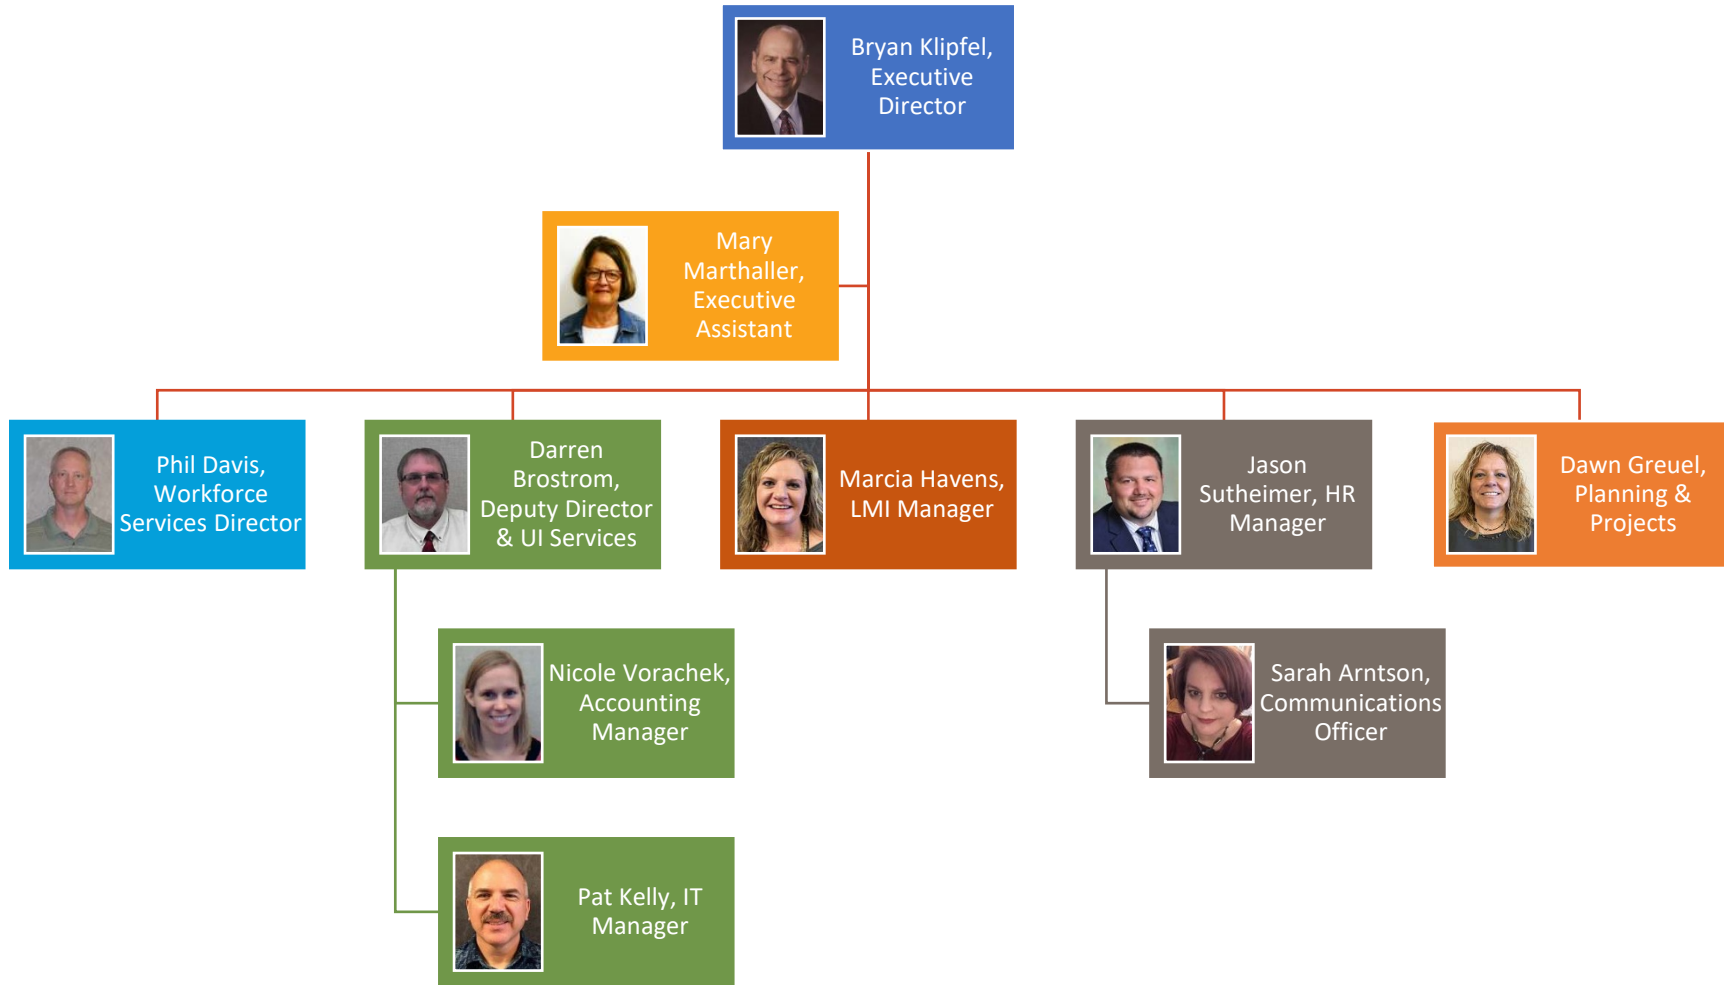 Bryan Klipfel,
Executive
Director
Mary
Marthaller,
Executive
Assistant
Phil Davis,
Workforce
Services Director
Darren
Brostrom,
Deputy Director
& UI Services
Marcia Havens,
LMI Manager
Jason
Sutheimer, HR
Manager
Dawn Greuel,
Planning &
Projects
Nicole Vorachek,
Accounting
Manager
Sarah Arntson,
Communications
Officer
Pat Kelly, IT
Manager